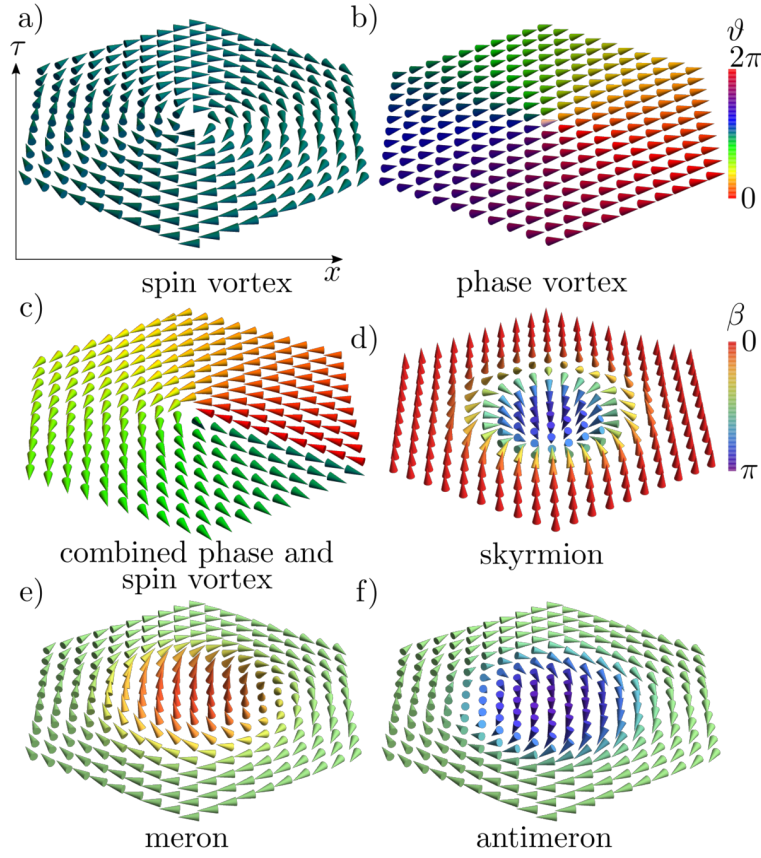 a)
τ
x
spin vortex
b)
ϑ
2π
0
phase vortex
c)
combined phase and
spin vortex
d)
β
0
π
skyrmion
e)
meron
f)
antimeron